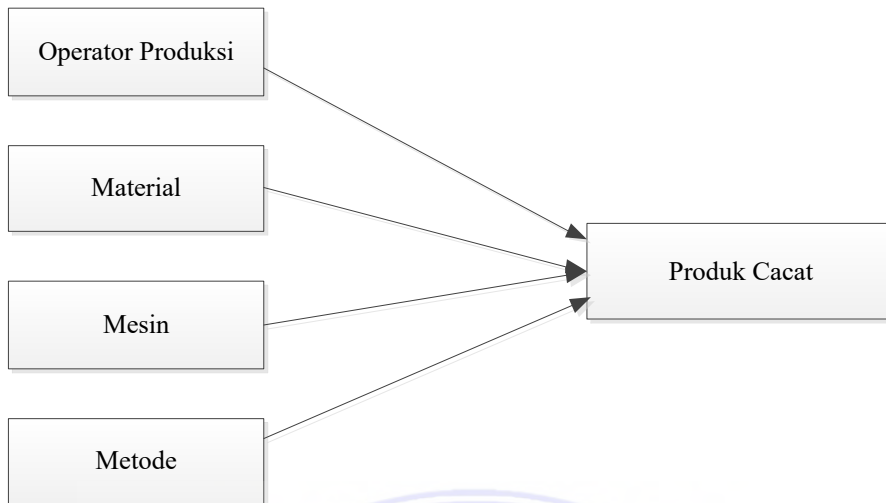 Operator Produksi
Material
Produk Cacat
Mesin
Metode